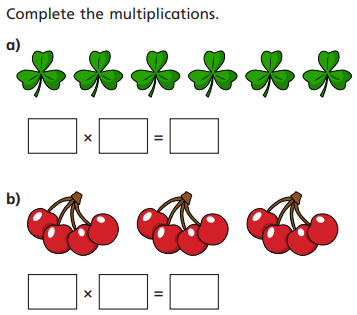 Complete the multiplications.
a)
× =
b)
× =